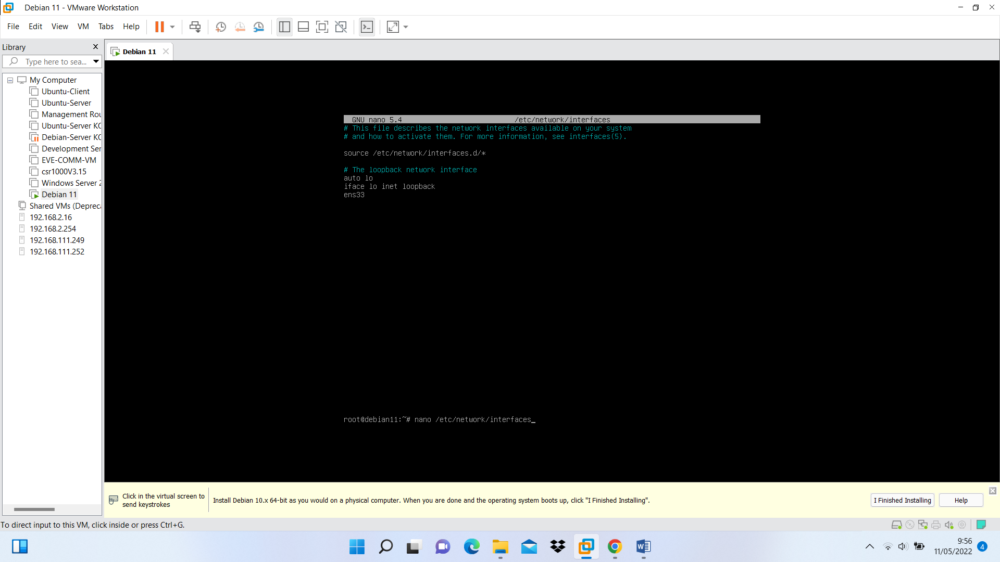 Debian 11 - VMware Workstation
File Edit View VM Tabs Help
Library
Type here to sea...
Debian 11
My Computer
Ubuntu-Client
Ubuntu-Server
Management Rou
Ubuntu-Server KC
Debian-Server KC
Development Ser
EVE-COMM-VM
csr1000V3.15
Windows Server 2
Debian 11
Shared VMs (Depreca
192.168.2.16
192.168.2.254
192.168.111.249
192.168.111.252
GNU nano 5.4 /etc/network/interfaces
# This file describes the network interfaces available on your system
# and how to activate them. For more information, see interfaces(5).
source /etc/network/interfaces.d/*
# The loopback network interface
auto lo
iface lo inet loopback
ens33
root@debian11:~# nano /etc/network/interfaces_
Click in the virtual screen to
send keystrokes
Install Debian 10.x 64-bit as you would on a physical computer. When you are done and the operating system boots up, click "I Finished Installing".
I Finished Installing
Help
To direct input to this VM, click inside or press Ctrl+G.
9:56
11/05/2022
4